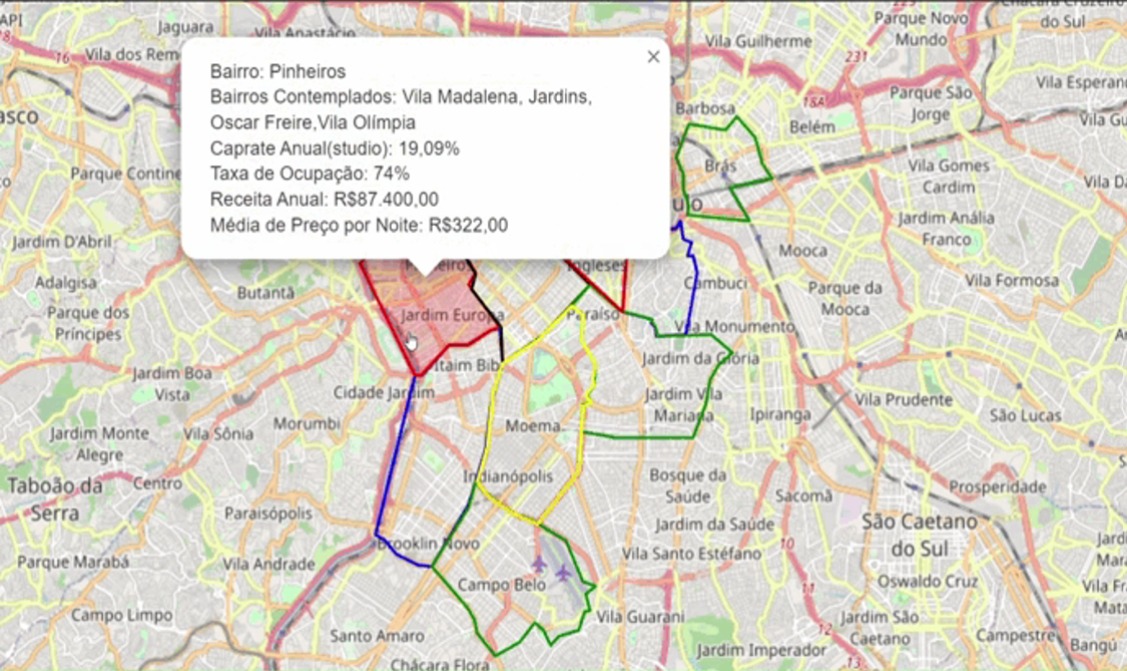 Jaguara
Vila Anastácio
Vila Guilherme
Parque Novo
Mundo
do Sul
API
16
Vila dos Rem
231
Vila Esperan
Bairro: Pinheiros
Bairros Contemplados: Vila Madalena, Jardins,
Oscar Freire,Vila Olímpia
Caprate Anual(studio): 19,09%
Taxa de Ocupação: 74%
Receita Anual: R$87.400,00
Média de Preço por Noite: R$322,00
×
Parque São
Jorge
18A
Barbosa
Belém
Vila Gu
asco
Brás
Vila Gomes
Cardim
Parque Contine
Vila Da
ulo
Jardim Anália
Franco
Jardim D'Abril
Mooca
Adalgisa
Butantã
Ingleses
Cambuci
Vila Formosa
Parque da
Mooca
Parque dos
Príncipes
Jardim Europa
Paraíso
Vila Monumento
Jardim da Glória
Itaim Bib
Jardim Boa
Vista
Cidade Jardim
Jardim Vila
Mariana
Vila Prudente
Ipiranga
São Lucas
Morumbi
Moema
Jardim Monte
Alegre
Vila Sônia
Indianópolis
Bosque da
Saúde
Taboão da
Serra
Centro
Sacomã
Prosperidade
Paraisópolis
Jardim da Saúde
São Caetano
do Sul
Brooklin Novo
10
Vila Santo Estéfano
Parque Marabá
Vila Andrade
Campo Belo
Oswaldo Cruz
11
Campo Limpo
Vila Guarani
Jardim São
Caetano
Santo Amaro
12
Campestre
Bangú
Jardim Imperador
Chácara Flora
13